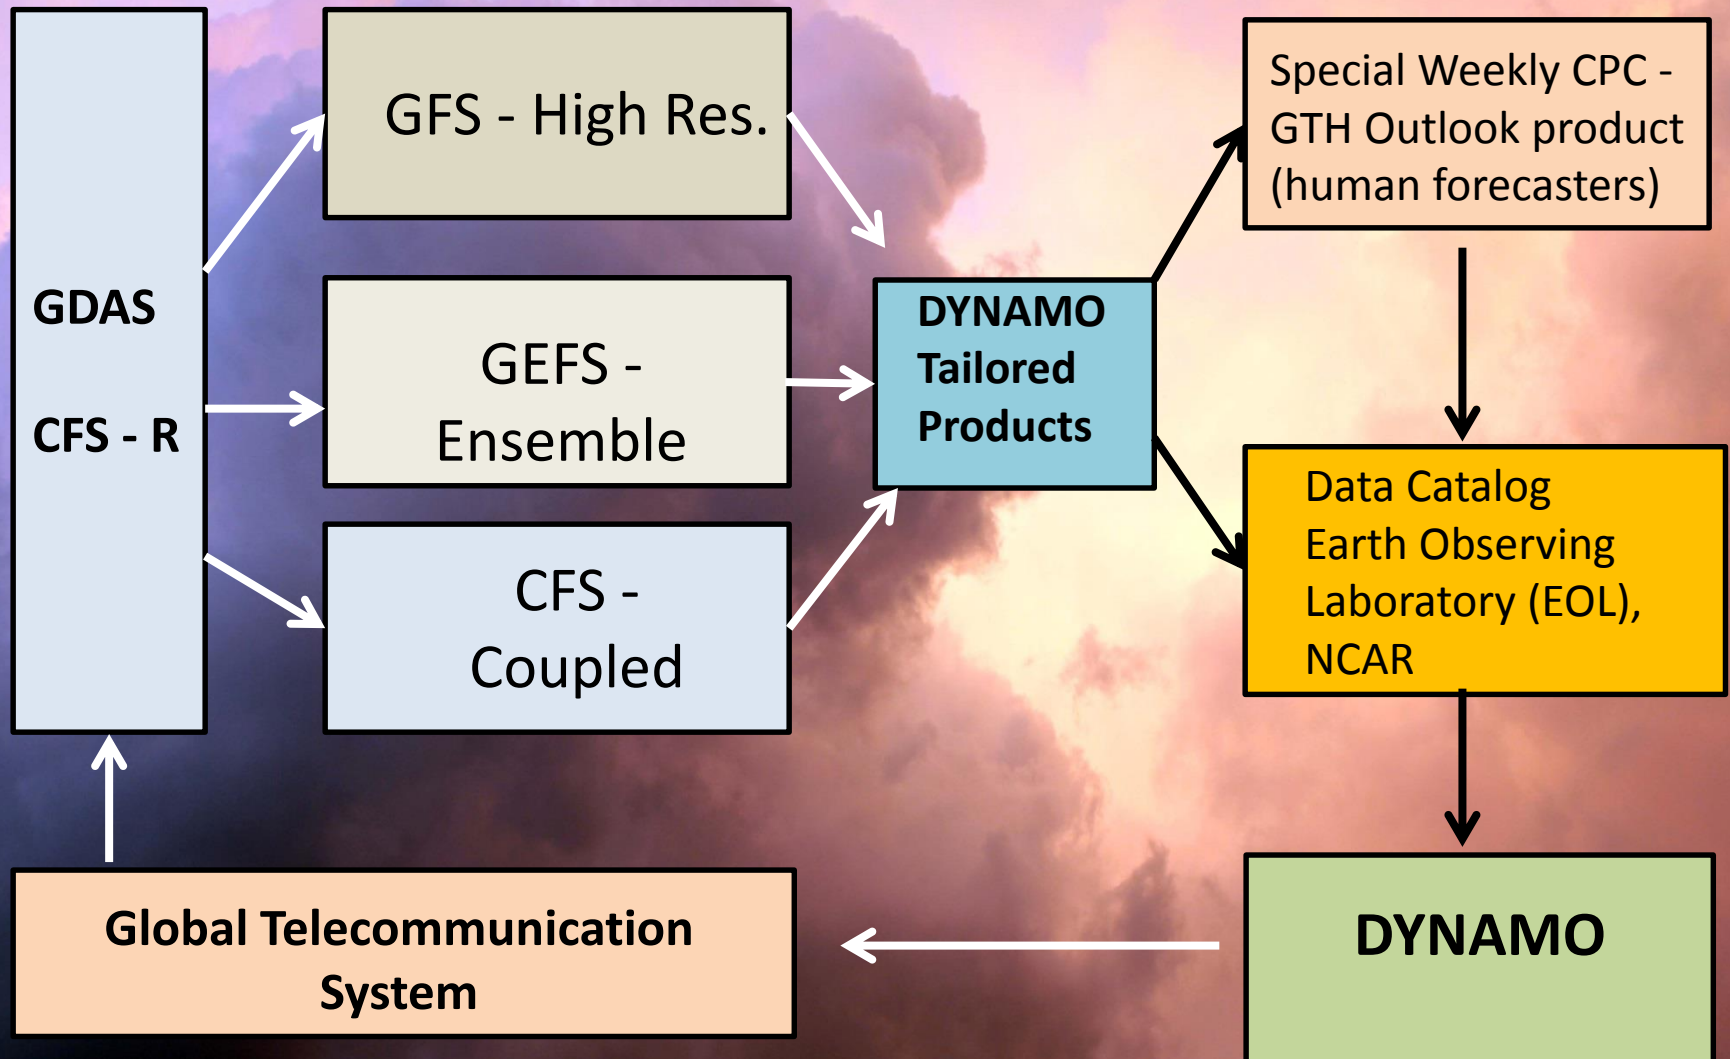 GDAS
CFS - R
GFS - High Res.
GEFS -
Ensemble
CFS -
Coupled
DYNAMO
Tailored
Products
Special Weekly CPC -
GTH Outlook product
(human forecasters)
Data Catalog
Earth Observing
Laboratory (EOL),
NCAR
Global Telecommunication
System
DYNAMO